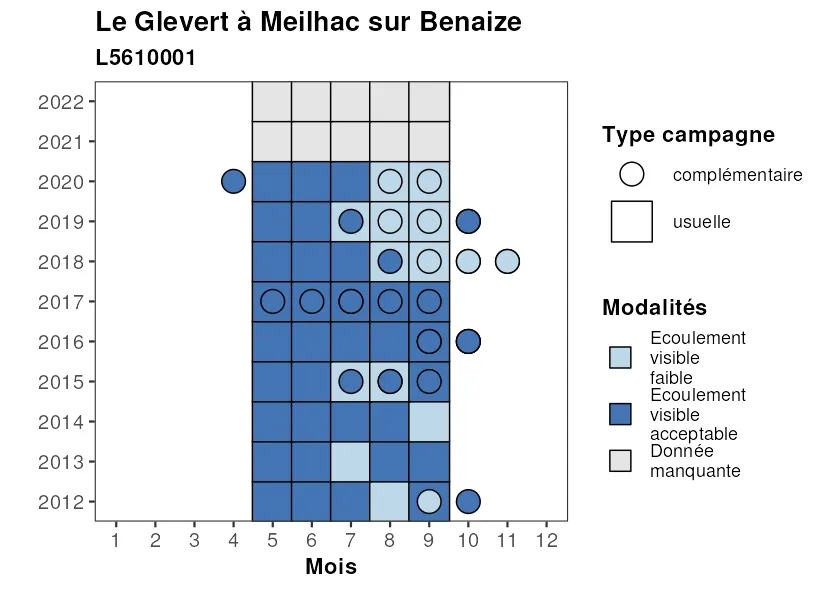 Le Glevert à Meilhac sur Benaize
L5610001
2022
2021
2020
2019
2018
2017
2016
2015
2014
2013
2012
1 2 3 4 5 6 7 8 9 10 11 12
Mois
Type campagne
complémentaire
usuelle
Modalités
Ecoulement
visible
faible
Ecoulement
visible
acceptable
Donnée
manquante